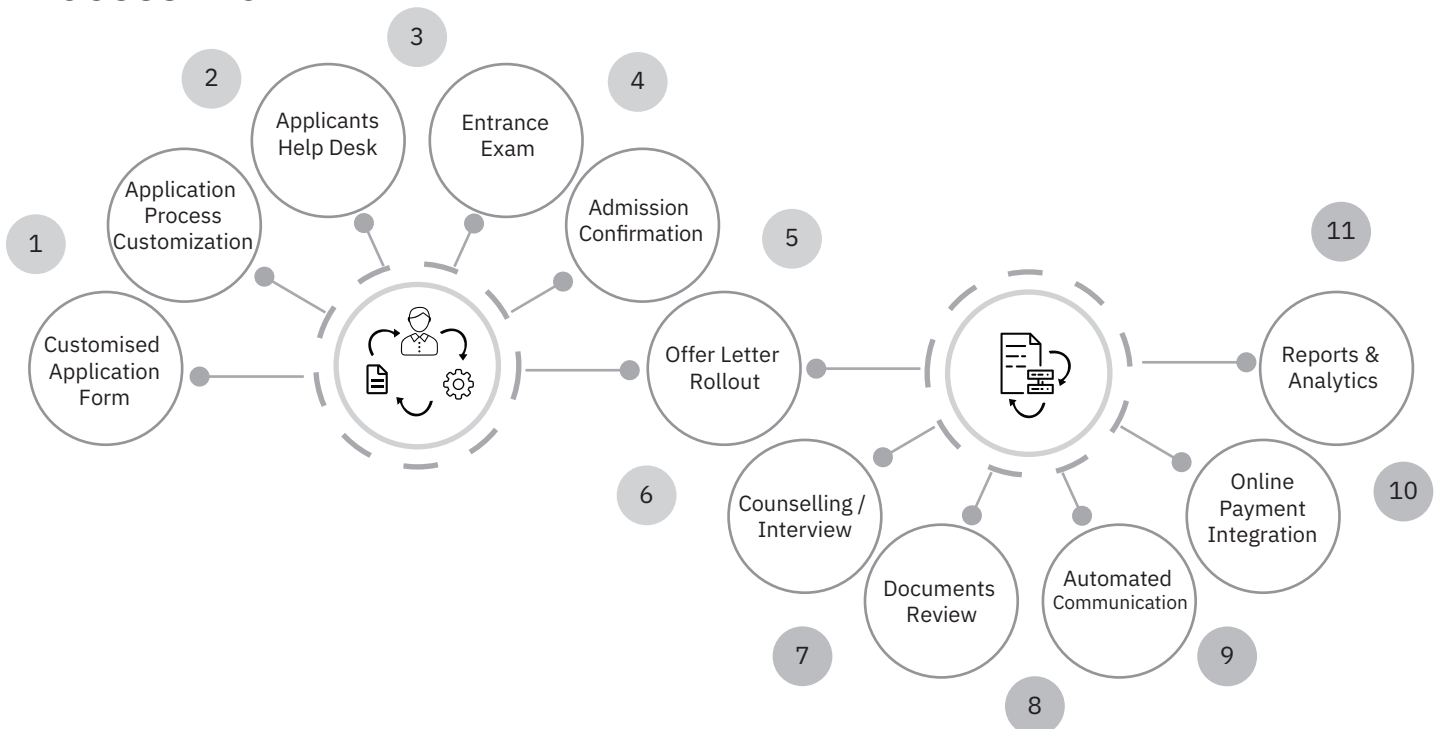 1
Customised
Application
Form
2
Application
Process
Customization
3
Applicants
Help Desk
4
Entrance
Exam
5
Admission
Confirmation
6
Offer Letter
Rollout
7
Counselling /
Interview
8
Documents
Review
9
Automated
Communication
10
Online
Payment
Integration
11
Reports &
Analytics